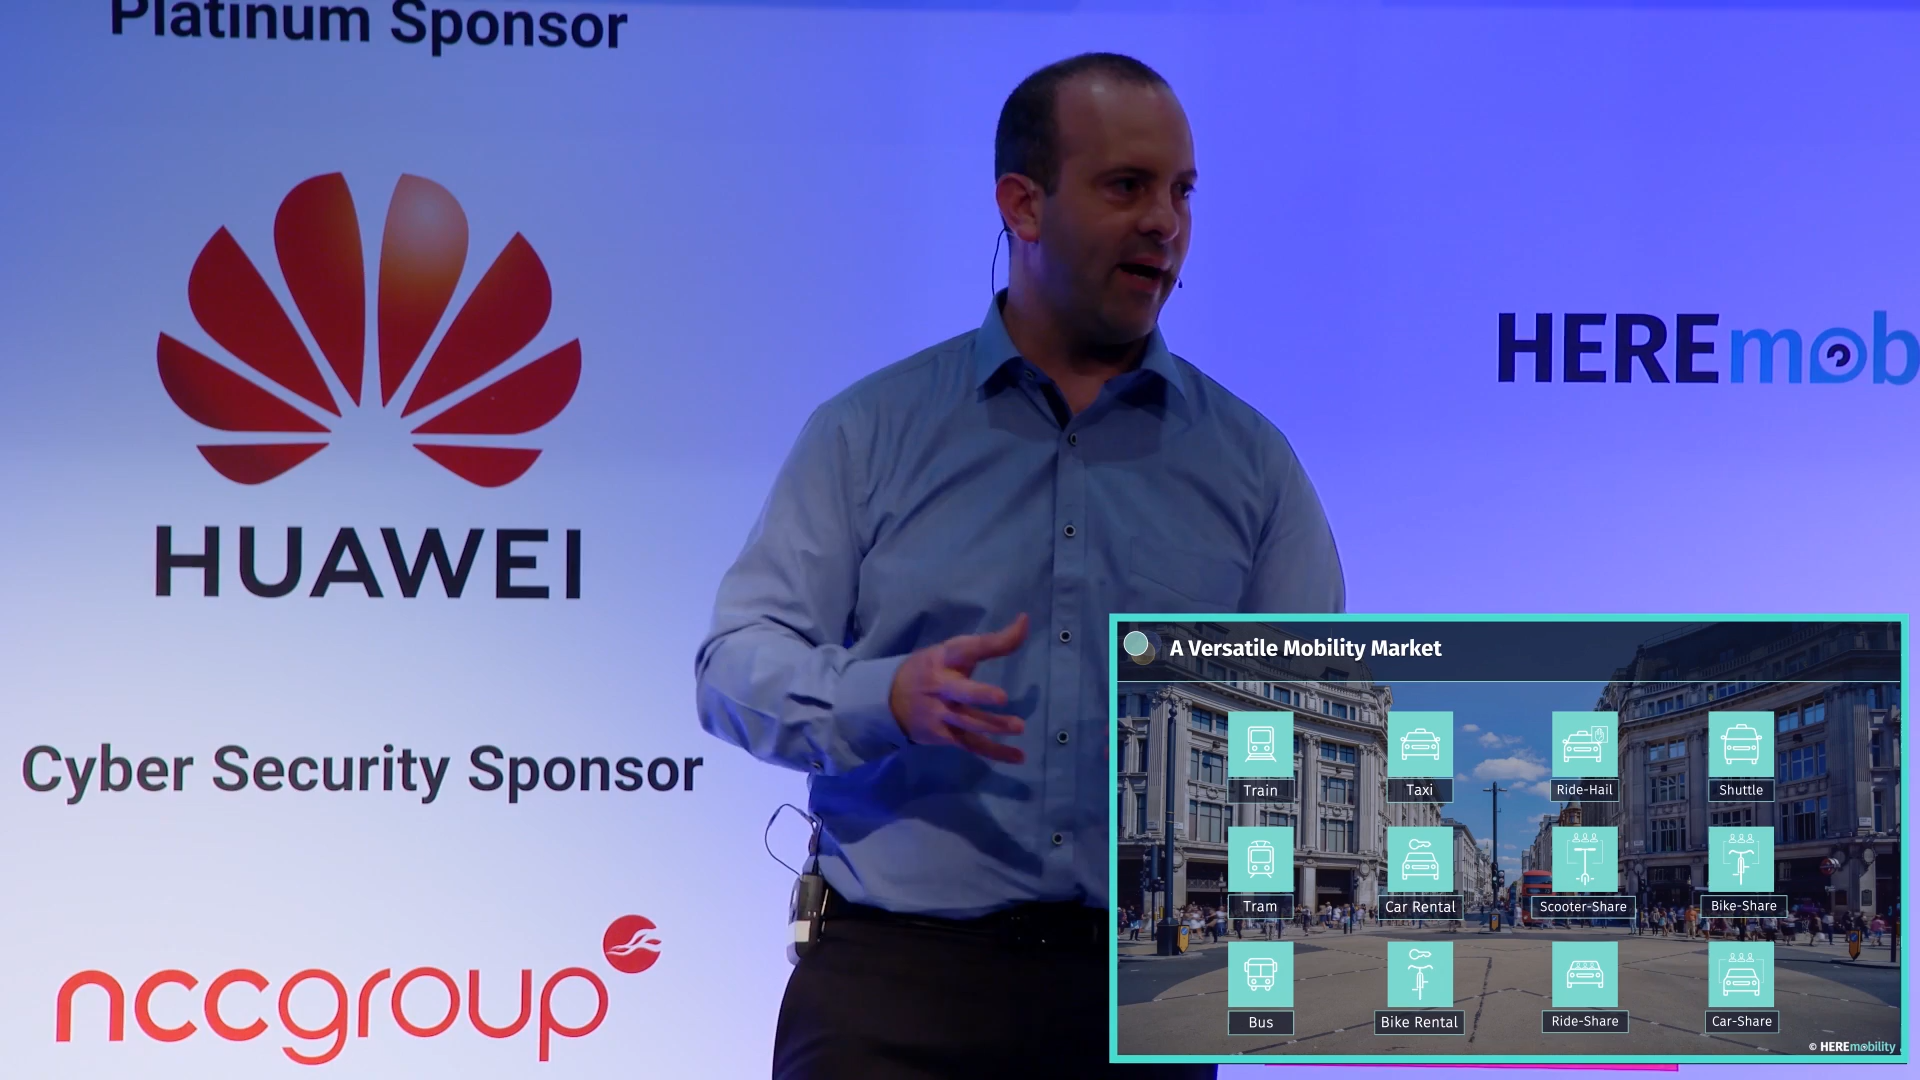 Platinum Sponsor
HUAWEI
Cyber Security Sponsor
nccgroup
HEREmob
A Versatile Mobility Market
Train
Taxi
Ride-Hail
Shuttle
Tram
Car Rental
Scooter-Share
Bike-Share
Bus
Bike Rental
Ride-Share
Car-Share
© HEREmobility